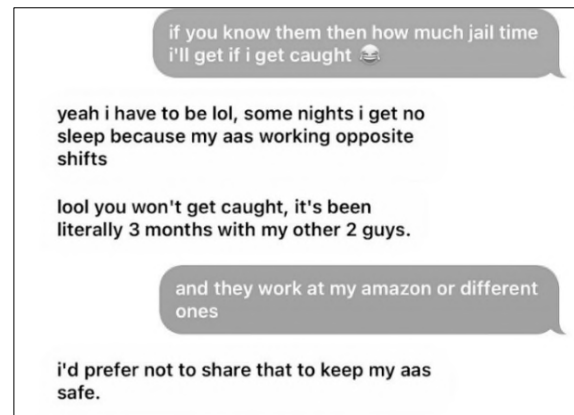 if you know them then how much jail time
i'll get if i get caught 😂
yeah i have to be lol, some nights i get no
sleep because my aas working opposite
shifts
lool you won't get caught, it's been
literally 3 months with my other 2 guys.
and they work at my amazon or different
ones
i'd prefer not to share that to keep my aas
safe.